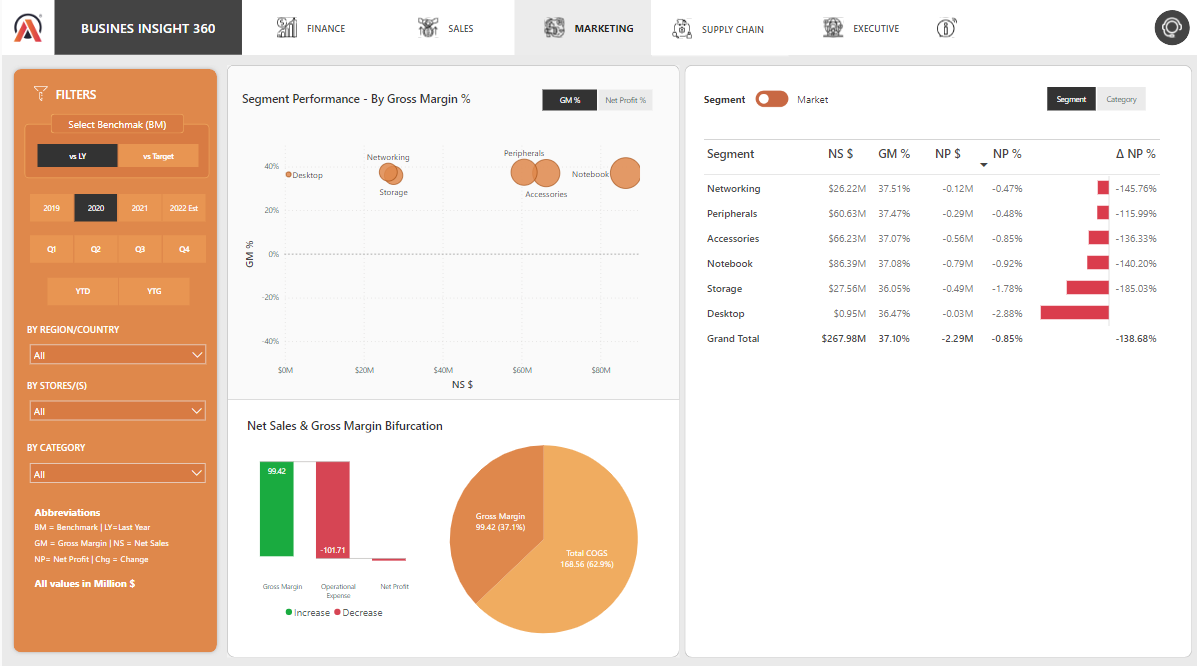 BUSINES INSIGHT 360
FINANCE
SALES
MARKETING
SUPPLY CHAIN
EXECUTIVE
FILTERS
Select Benchmak (BM)
vs LY
vs Target
2019
2020
2021
2022 Est
Q1
Q2
Q3
Q4
YTD
YTG
BY REGION/COUNTRY
All
BY STORES/(S)
All
BY CATEGORY
All
Abbreviations
BM = Benchmark | LY=Last Year
GM = Gross Margin | NS = Net Sales
NP= Net Profit | Chg = Change
All values in Million $
Segment Performance - By Gross Margin %
GM %
Net Profit %
40%
20%
0%
-20%
-40%
GM %
Desktop
Networking
Storage
Peripherals
Accessories
Notebook
$0M
$20M
$40M
$60M
$80M
NS $
Net Sales & Gross Margin Bifurcation
99.42
-101.71
Gross Margin
Operational
Expense
Net Profit
Increase
Decrease
Gross Margin
99.42 (37.1%)
Total COGS
168.56 (62.9%)
Segment
Market
Segment
Category
Segment NS $ GM % NP $ NP % Δ NP %
Networking $26.22M 37.51% -0.12M -0.47% -145.76%
Peripherals $60.63M 37.47% -0.29M -0.48% -115.99%
Accessories $66.23M 37.07% -0.56M -0.85% -136.33%
Notebook $86.39M 37.08% -0.79M -0.92% -140.20%
Storage $27.56M 36.05% -0.49M -1.78% -185.03%
Desktop $0.95M 36.47% -0.03M -2.88%
Grand Total $267.98M 37.10% -2.29M -0.85% -138.68%